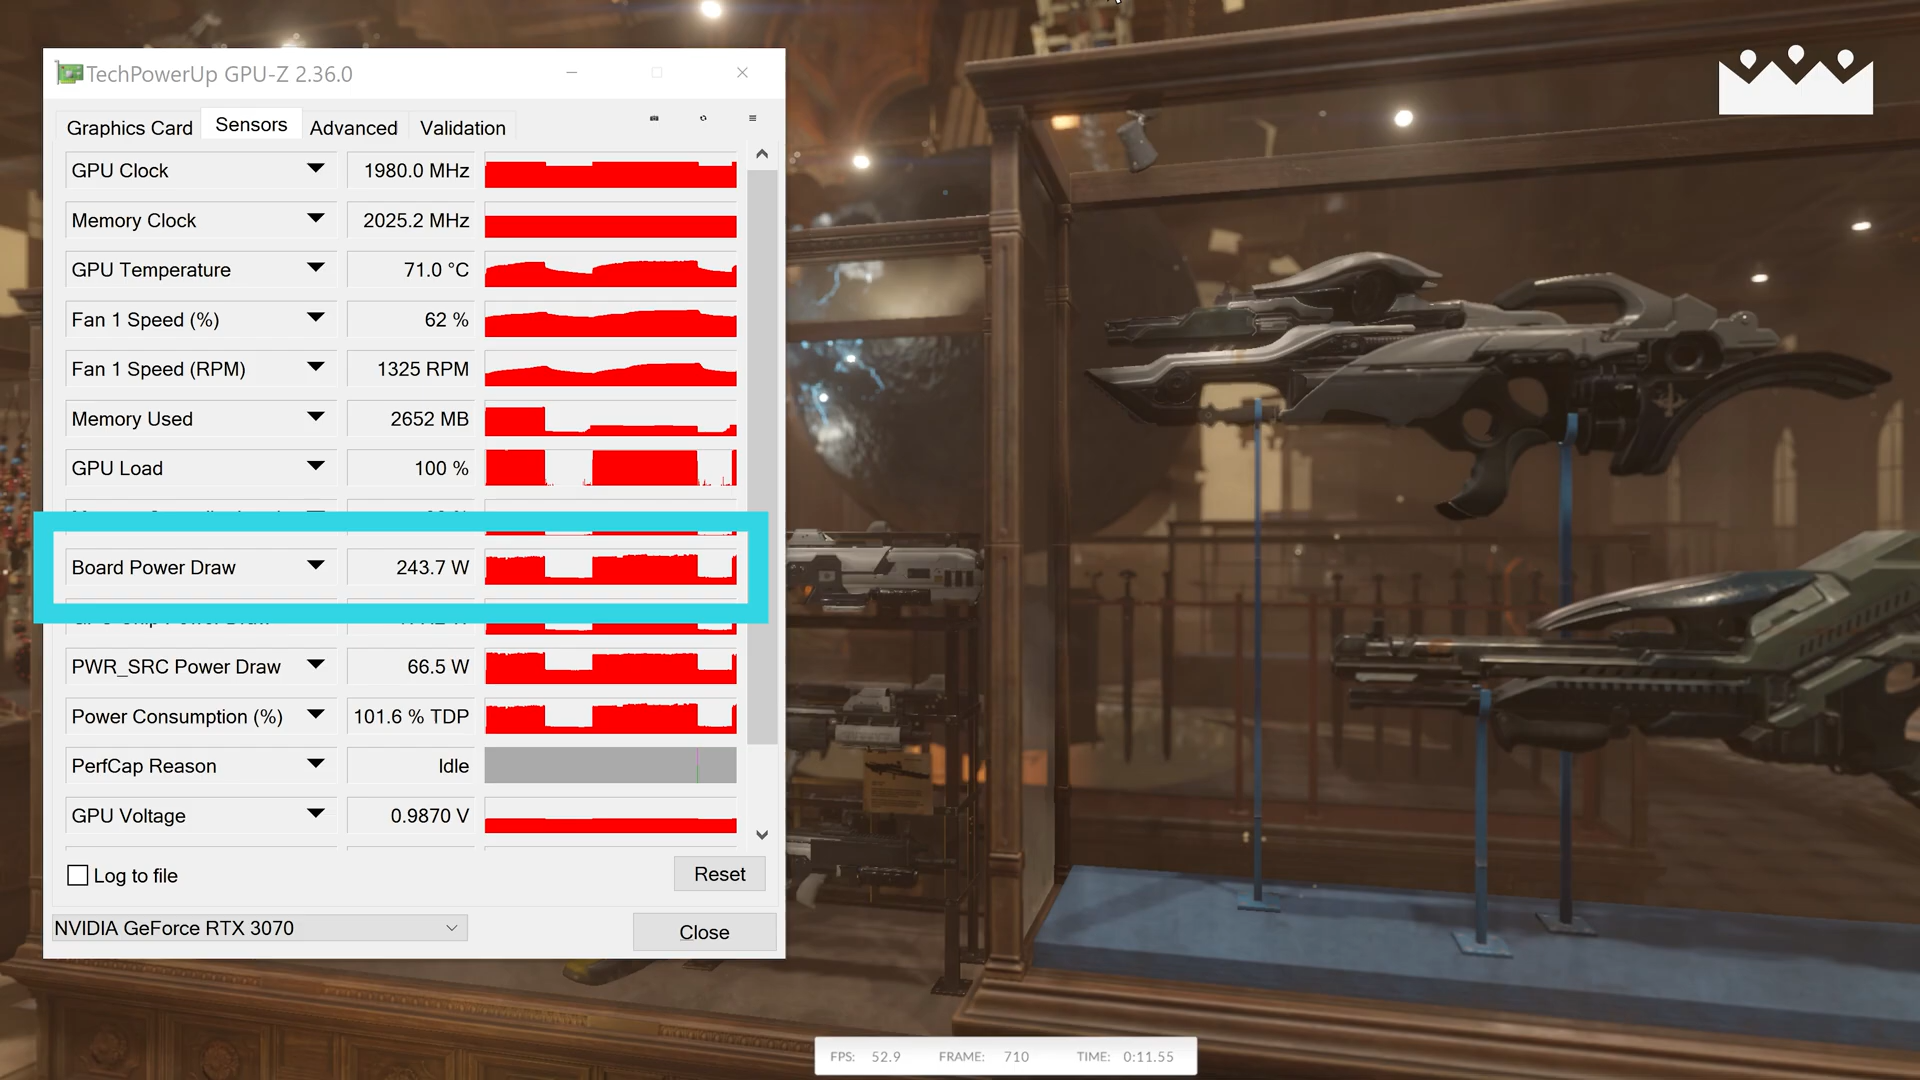 TechPowerUp GPU-Z 2.36.0
Graphics Card Sensors Advanced Validation
GPU Clock 1980.0 MHz
Memory Clock 2025.2 MHz
GPU Temperature 71.0 °C
Fan 1 Speed (%) 62 %
Fan 1 Speed (RPM) 1325 RPM
Memory Used 2652 MB
GPU Load 100 %
Board Power Draw 243.7 W
PWR_SRC Power Draw 66.5 W
Power Consumption (%) 101.6 % TDP
PerfCap Reason Idle
GPU Voltage 0.9870 V
Log to file Reset
NVIDIA GeForce RTX 3070 Close
FPS: 52.9 FRAME: 710 TIME: 0:11.55